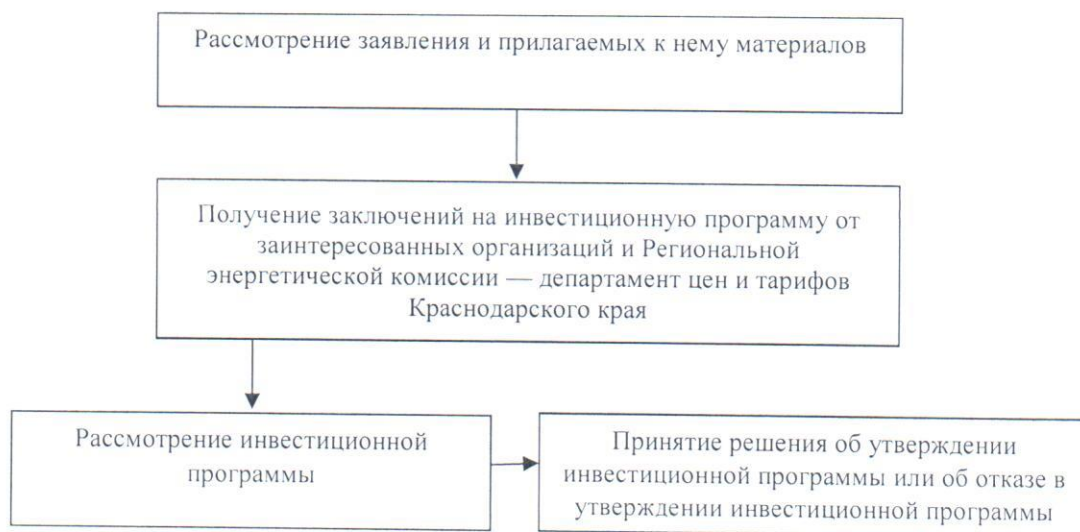 Рассмотрение заявления и прилагаемых к нему материалов
Получение заключений на инвестиционную программу от
заинтересованных организаций и Региональной
энергетической комиссии — департамент цен и тарифов
Краснодарского края
Рассмотрение инвестиционной
программы
Принятие решения об утверждении
инвестиционной программы или об отказе в
утверждении инвестиционной программы